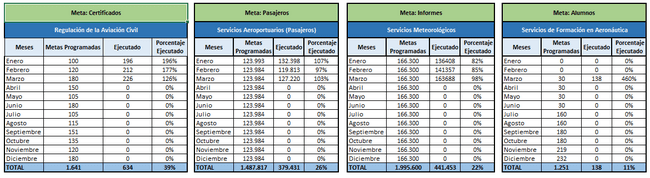 Meta: Certificados
Regulación de la Aviación Civil
Meses Metas Programadas Ejecutado Porcentaje Ejecutado
Enero 100 196 196%
Febrero 120 212 177%
Marzo 180 226 126%
Abril 150 0 0%
Mayo 105 0 0%
Junio 180 0 0%
Julio 105 0 0%
Agosto 115 0 0%
Septiembre 151 0 0%
Octubre 135 0 0%
Noviembre 120 0 0%
Diciembre 180 0 0%
TOTAL 1.641 634 39%
Meta: Pasajeros
Servicios Aeroportuarios (Pasajeros)
Meses Metas Programadas Ejecutado Porcentaje Ejecutado
Enero 123.993 132.398 107%
Febrero 123.984 119.813 97%
Marzo 123.984 127.220 103%
Abril 123.984 0 0%
Mayo 123.984 0 0%
Junio 123.984 0 0%
Julio 123.984 0 0%
Agosto 123.984 0 0%
Septiembre 123.984 0 0%
Octubre 123.984 0 0%
Noviembre 123.984 0 0%
Diciembre 123.984 0 0%
TOTAL 1.487.817 379.431 26%
Meta: Informes
Servicios Meteorológicos
Meses Metas Programadas Ejecutado Porcentaje Ejecutado
Enero 166.300 136408 82%
Febrero 166.300 141357 85%
Marzo 166.300 163688 98%
Abril 166.300 0 0%
Mayo 166.300 0 0%
Junio 166.300 0 0%
Julio 166.300 0 0%
Agosto 166.300 0 0%
Septiembre 166.300 0 0%
Octubre 166.300 0 0%
Noviembre 166.300 0 0%
Diciembre 166.300 0 0%
TOTAL 1.995.600 441.453 22%
Meta: Alumnos
Servicios de Formación en Aeronáutica
Meses Metas Programadas Ejecutado Porcentaje Ejecutado
Enero 0 0 0%
Febrero 0 0 0%
Marzo 30 138 460%
Abril 30 0 0%
Mayo 30 0 0%
Junio 30 0 0%
Julio 160 0 0%
Agosto 160 0 0%
Septiembre 180 0 0%
Octubre 180 0 0%
Noviembre 219 0 0%
Diciembre 232 0 0%
TOTAL 1.251 138 11%